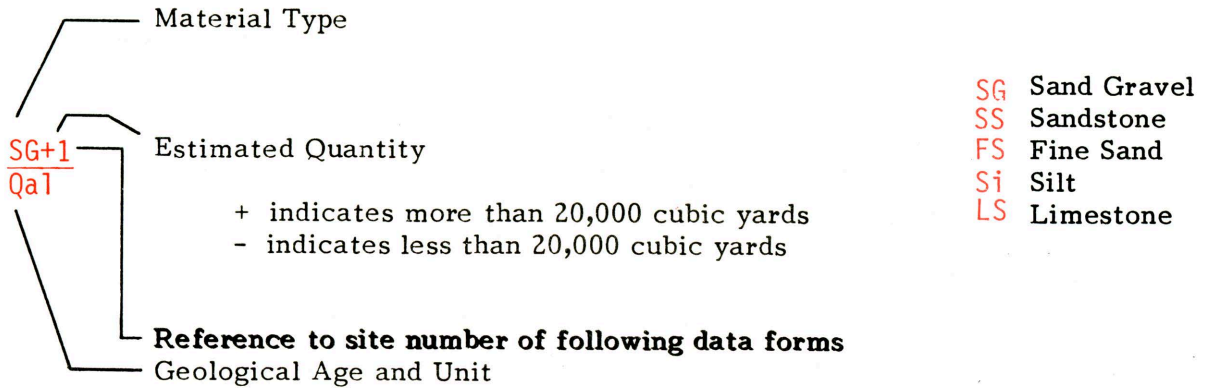 Material Type
SG+1
Qal
Estimated Quantity
+ indicates more than 20,000 cubic yards
- indicates less than 20,000 cubic yards
Reference to site number of following data forms
Geological Age and Unit
SG Sand Gravel
SS Sandstone
FS Fine Sand
Si Silt
LS Limestone